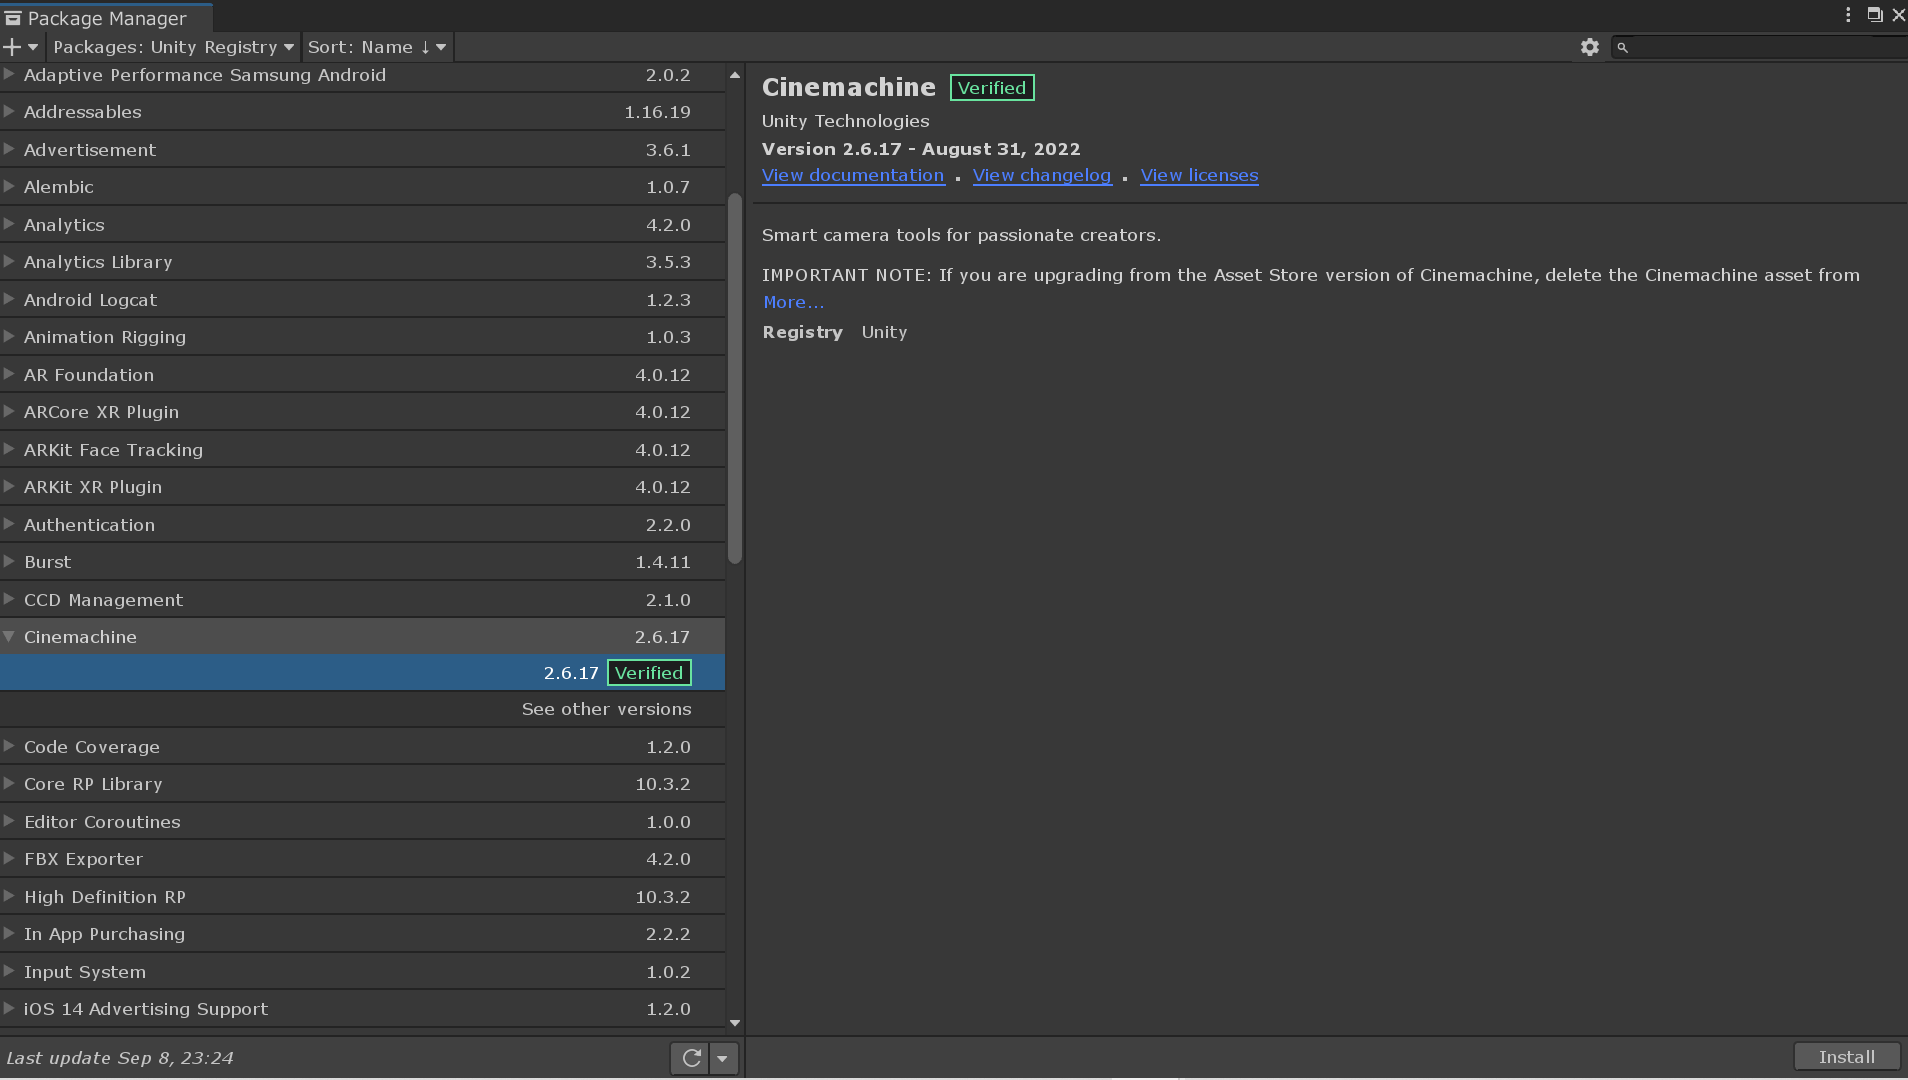 Package Manager
Packages: Unity Registry Sort: Name ↓
Adaptive Performance Samsung Android 2.0.2
Addressables 1.16.19
Advertisement 3.6.1
Alembic 1.0.7
Analytics 4.2.0
Analytics Library 3.5.3
Android Logcat 1.2.3
Animation Rigging 1.0.3
AR Foundation 4.0.12
ARCore XR Plugin 4.0.12
ARKit Face Tracking 4.0.12
ARKit XR Plugin 4.0.12
Authentication 2.2.0
Burst 1.4.11
CCD Management 2.1.0
Cinemachine 2.6.17
2.6.17 Verified
See other versions
Code Coverage 1.2.0
Core RP Library 10.3.2
Editor Coroutines 1.0.0
FBX Exporter 4.2.0
High Definition RP 10.3.2
In App Purchasing 2.2.2
Input System 1.0.2
iOS 14 Advertising Support 1.2.0
Last update Sep 8, 23:24
Cinemachine Verified
Unity Technologies
Version 2.6.17 - August 31, 2022
View documentation . View changelog . View licenses
Smart camera tools for passionate creators.
IMPORTANT NOTE: If you are upgrading from the Asset Store version of Cinemachine, delete the Cinemachine asset from
More...
Registry Unity
Install